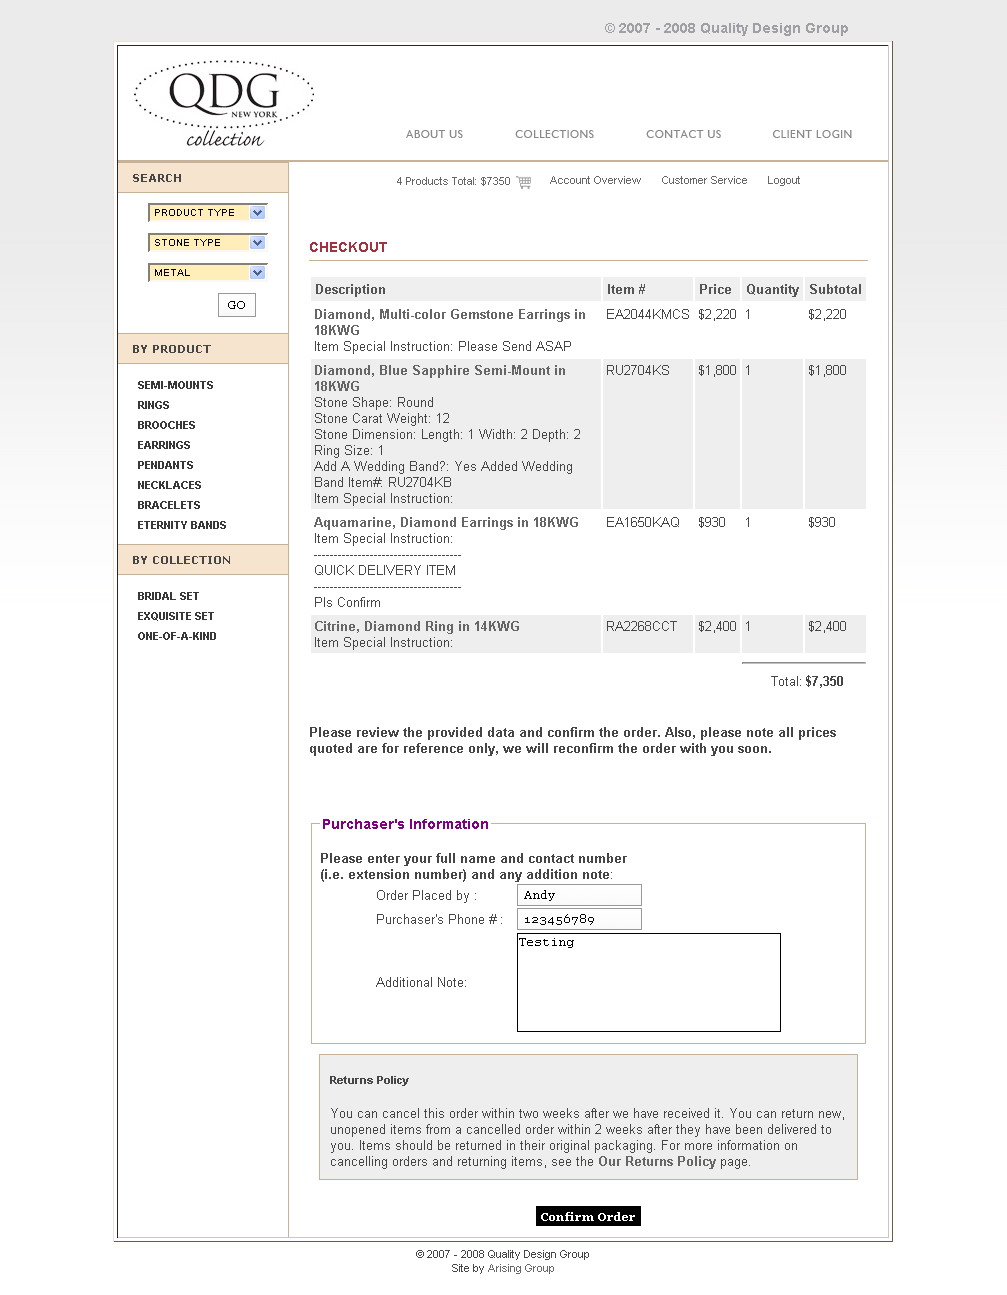 © 2007 - 2008 Quality Design Group
QDG
NEW YORK
collection
ABOUT US COLLECTIONS CONTACT US CLIENT LOGIN
SEARCH
PRODUCT TYPE
STONE TYPE
METAL
GO
BY PRODUCT
SEMI-MOUNTS
RINGS
BROOCHES
EARRINGS
PENDANTS
NECKLACES
BRACELETS
ETERNITY BANDS
BY COLLECTION
BRIDAL SET
EXQUISITE SET
ONE-OF-A-KIND
4 Products Total: $7350 Account Overview Customer Service Logout
CHECKOUT
Description Item # Price Quantity Subtotal
Diamond, Multi-color Gemstone Earrings in EA2044KMCS $2,220 1 $2,220
18KWG
Item Special Instruction: Please Send ASAP
Diamond, Blue Sapphire Semi-Mount in RU2704KS $1,800 1 $1,800
18KWG
Stone Shape: Round
Stone Carat Weight: 12
Stone Dimension: Length: 1 Width: 2 Depth: 2
Ring Size: 1
Add A Wedding Band?: Yes Added Wedding
Band Item#: RU2704KB
Item Special Instruction:
Aquamarine, Diamond Earrings in 18KWG EA1650KAQ $930 1 $930
Item Special Instruction:
-------------------------------------
QUICK DELIVERY ITEM
-------------------------------------
Pls Confirm
Citrine, Diamond Ring in 14KWG RA2268CCT $2,400 1 $2,400
Item Special Instruction:
Total: $7,350
Please review the provided data and confirm the order. Also, please note all prices
quoted are for reference only, we will reconfirm the order with you soon.
Purchaser's Information
Please enter your full name and contact number
(i.e. extension number) and any addition note:
Order Placed by : Andy
Purchaser's Phone # : 123456789
Additional Note: Testing
Returns Policy
You can cancel this order within two weeks after we have received it. You can return new,
unopened items from a cancelled order within 2 weeks after they have been delivered to
you. Items should be returned in their original packaging. For more information on
cancelling orders and returning items, see the Our Returns Policy page.
Confirm Order
© 2007 - 2008 Quality Design Group
Site by Arising Group